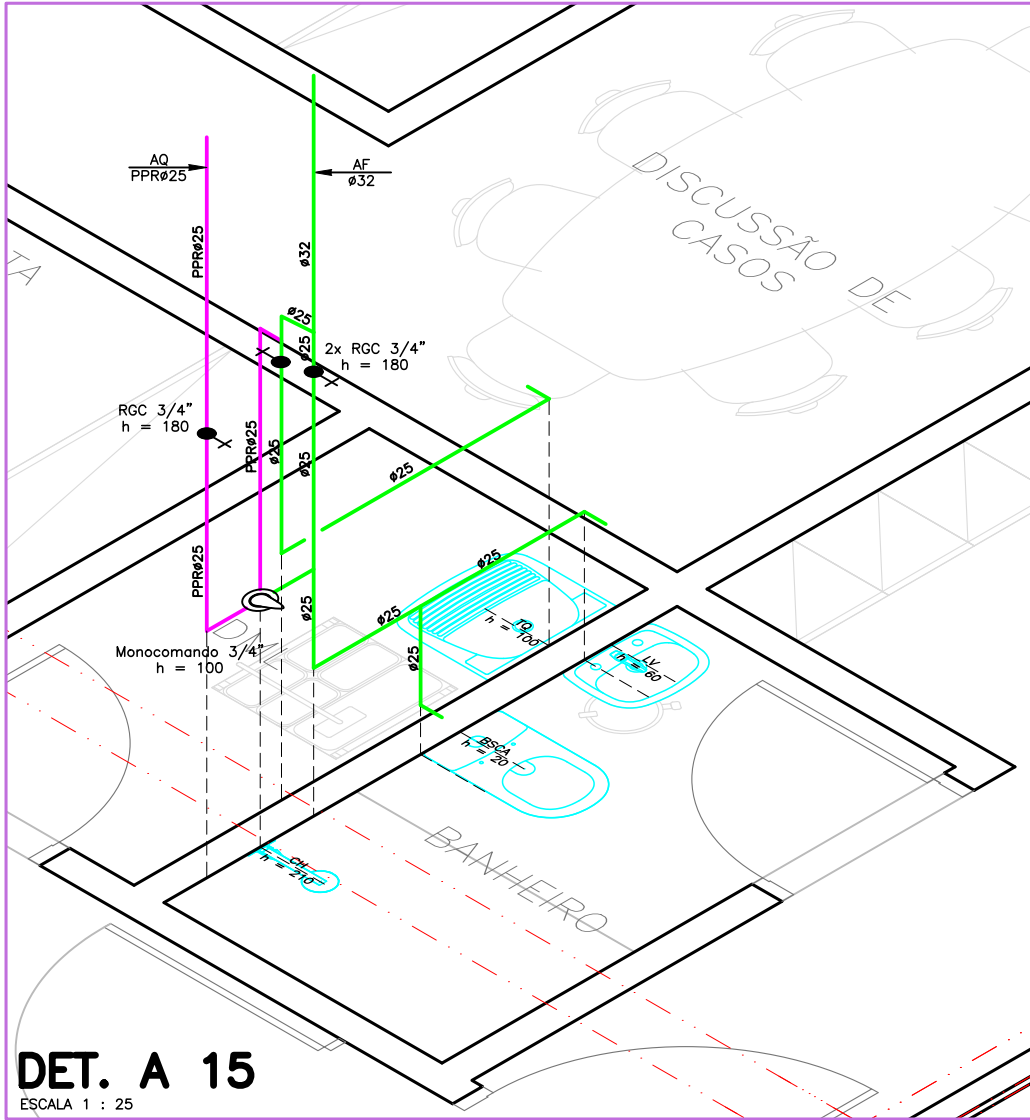 DISCUSSÃO DE
CASOS
TA
AQ
PPRø25
AF
ø32
PPRø25
ø32
ø25
ø25
2x RGC 3/4"
h = 180
RGC 3/4"
h = 180
PPRø25
ø25
ø25
ø25
PPRø25
ø25
ø25
ø25
ø25
TQ
h = 100
LV
h = 60
Monocomando 3/4"
h = 100
BSCA
h = 20
BANHEIRO
CH
h = 210
DET. A 15
ESCALA 1 : 25